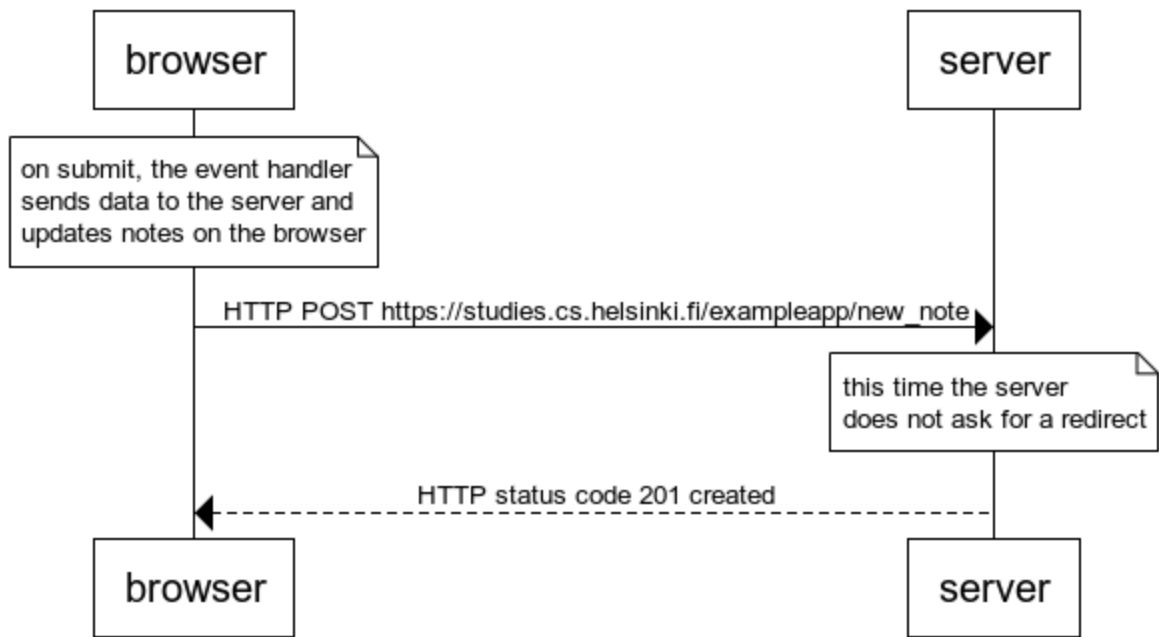 browser
server
on submit, the event handler
sends data to the server and
updates notes on the browser
HTTP POST https://studies.cs.helsinki.fi/exampleapp/new_note
this time the server
does not ask for a redirect
HTTP status code 201 created
browser
server